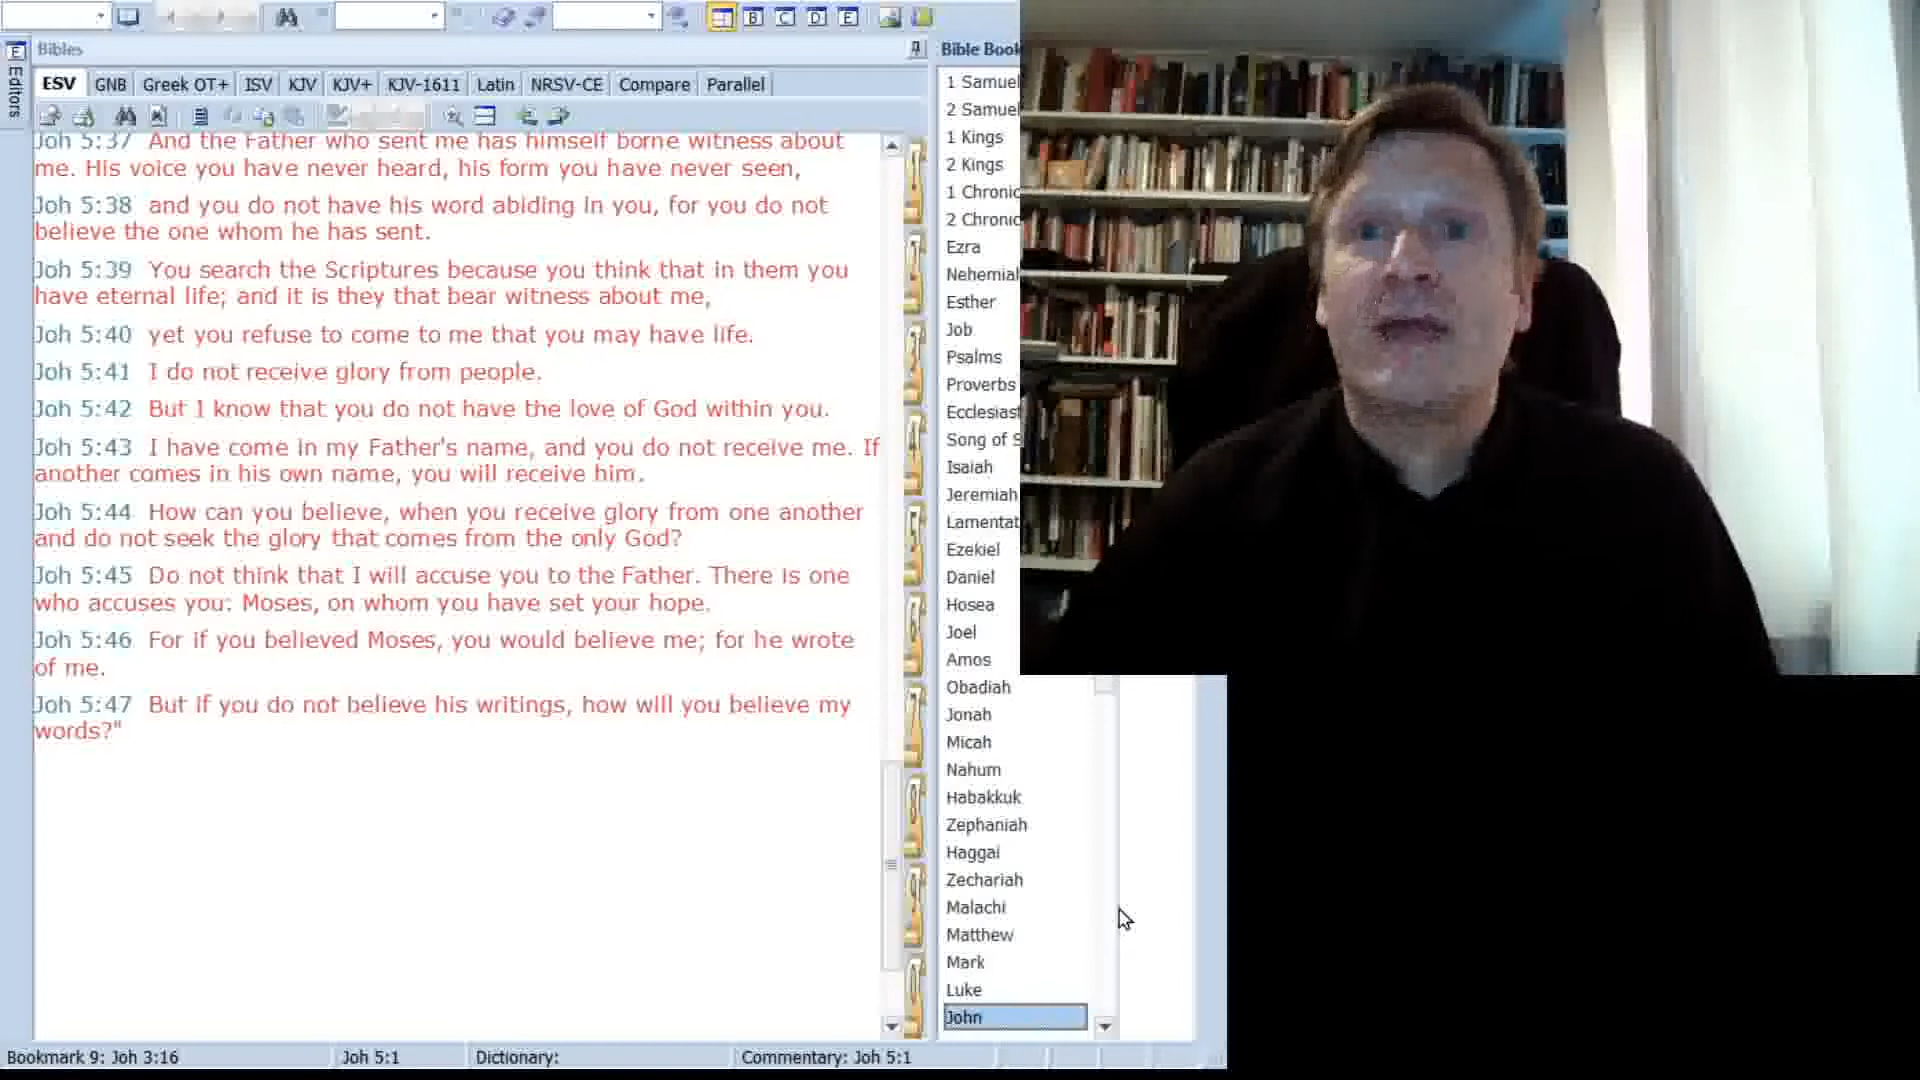 B C D E
E Editors
Bibles
ESV GNB Greek OT+ ISV KJV KJV+ KJV-1611 Latin NRSV-CE Compare Parallel
Joh 5:37 And the Father who sent me has himself borne witness about
me. His voice you have never heard, his form you have never seen,
Joh 5:38 and you do not have his word abiding in you, for you do not
believe the one whom he has sent.
Joh 5:39 You search the Scriptures because you think that in them you
have eternal life; and it is they that bear witness about me,
Joh 5:40 yet you refuse to come to me that you may have life.
Joh 5:41 I do not receive glory from people.
Joh 5:42 But I know that you do not have the love of God within you.
Joh 5:43 I have come in my Father's name, and you do not receive me. If
another comes in his own name, you will receive him.
Joh 5:44 How can you believe, when you receive glory from one another
and do not seek the glory that comes from the only God?
Joh 5:45 Do not think that I will accuse you to the Father. There is one
who accuses you: Moses, on whom you have set your hope.
Joh 5:46 For if you believed Moses, you would believe me; for he wrote
of me.
Joh 5:47 But if you do not believe his writings, how will you believe my
words?"
Bible Book
1 Samuel
2 Samuel
1 Kings
2 Kings
1 Chronic
2 Chronic
Ezra
Nehemial
Esther
Job
Psalms
Proverbs
Ecclesiast
Song of S
Isaiah
Jeremiah
Lamentat
Ezekiel
Daniel
Hosea
Joel
Amos
Obadiah
Jonah
Micah
Nahum
Habakkuk
Zephaniah
Haggai
Zechariah
Malachi
Matthew
Mark
Luke
John
Bookmark 9: Joh 3:16 Joh 5:1 Dictionary: Commentary: Joh 5:1